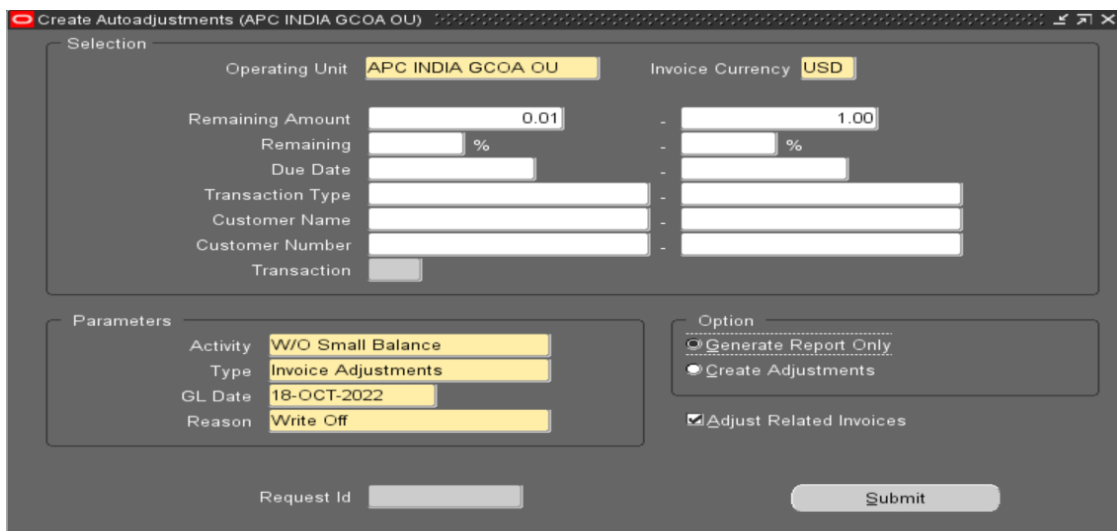 Create Autoadjustments (APC INDIA GCOA OU)
Selection
Operating Unit APC INDIA GCOA OU Invoice Currency USD
Remaining Amount 0.01 - 1.00
Remaining % - %
Due Date -
Transaction Type -
Customer Name -
Customer Number -
Transaction
Parameters
Activity W/O Small Balance
Type Invoice Adjustments
GL Date 18-OCT-2022
Reason Write Off
Option
Generate Report Only
Create Adjustments
Adjust Related Invoices
Request Id
Submit